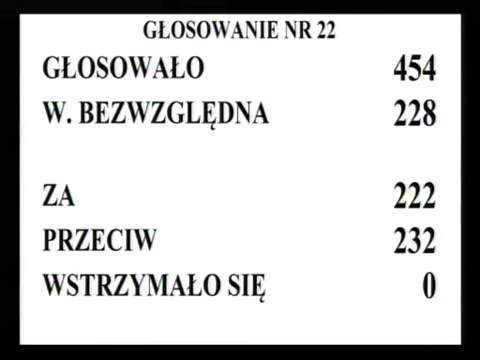 GŁOSOWANIE NR 22
GŁOSOWAŁO 454
W. BEZWZGLĘDNA 228
ZA 222
PRZECIW 232
WSTRZYMAŁO SIĘ 0